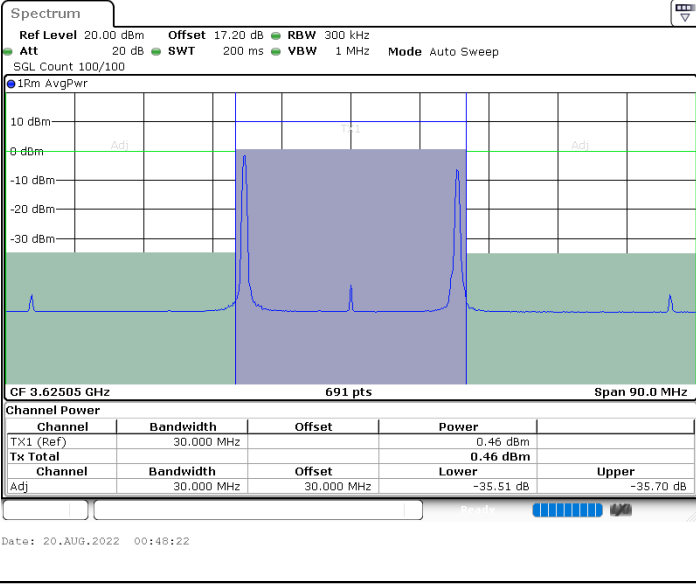 Spectrum
Ref Level 20.00 dBm Offset 17.20 dB RBW 300 kHz
Att 20 dB SWT 200 ms VBW 1 MHz Mode Auto Sweep
SGL Count 100/100
1Rm AvgPwr
10 dBm
TX1
Adj 0 dBm Adj
-10 dBm
-20 dBm
-30 dBm
CF 3.62505 GHz 691 pts Span 90.0 MHz
Channel Power
Channel Bandwidth Offset Power
TX1 (Ref) 30.000 MHz 0.46 dBm
Tx Total 0.46 dBm
Channel Bandwidth Offset Lower Upper
Adj 30.000 MHz 30.000 MHz -35.51 dB -35.70 dB
Ready
Date: 20.AUG.2022 00:48:22